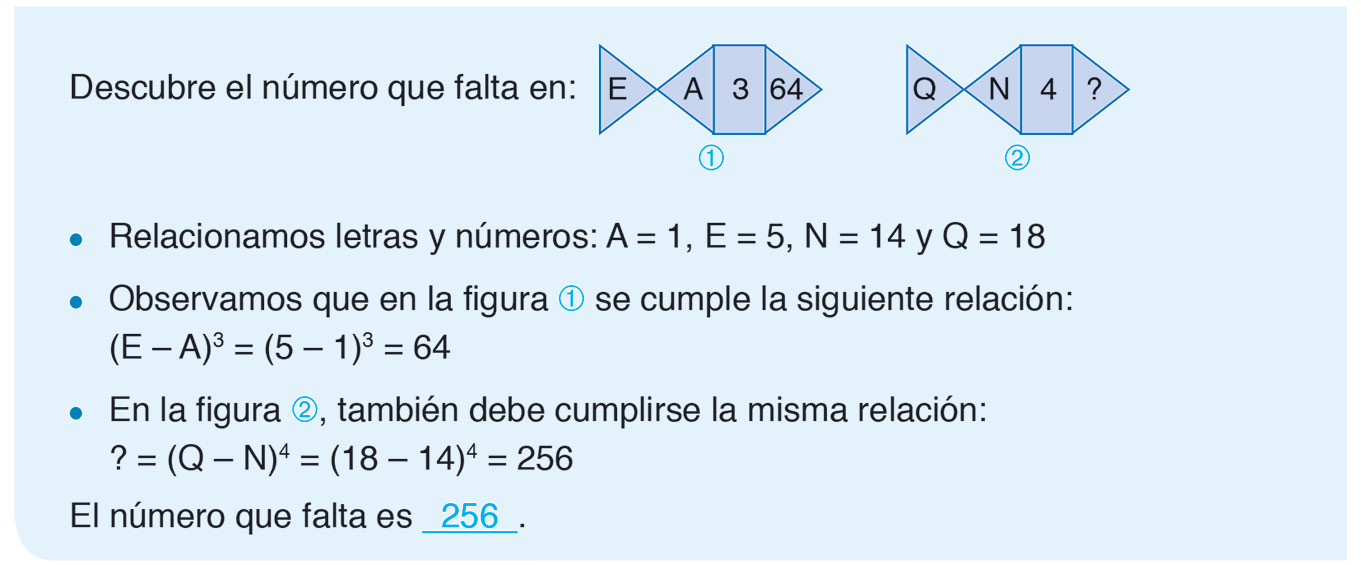 Descubre el número que falta en: E A 3 64 Q N 4 ?
① ②
• Relacionamos letras y números: A = 1, E = 5, N = 14 y Q = 18
• Observamos que en la figura ① se cumple la siguiente relación:
(E – A)³ = (5 – 1)³ = 64
• En la figura ②, también debe cumplirse la misma relación:
? = (Q – N)⁴ = (18 – 14)⁴ = 256
El número que falta es 256.